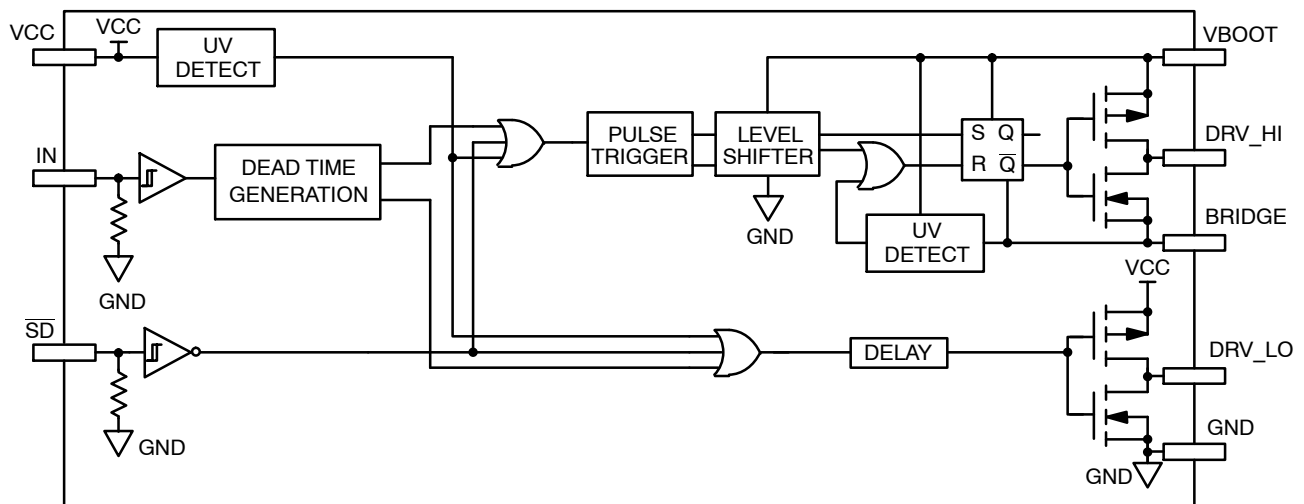 VCC
VCC
UV
DETECT
VBOOT
IN
DEAD TIME
GENERATION
PULSE
TRIGGER
LEVEL
SHIFTER
S Q
R Q̅
DRV_HI
GND
GND
UV
DETECT
BRIDGE
VCC
S̅D̅
DELAY
DRV_LO
GND
GND
GND